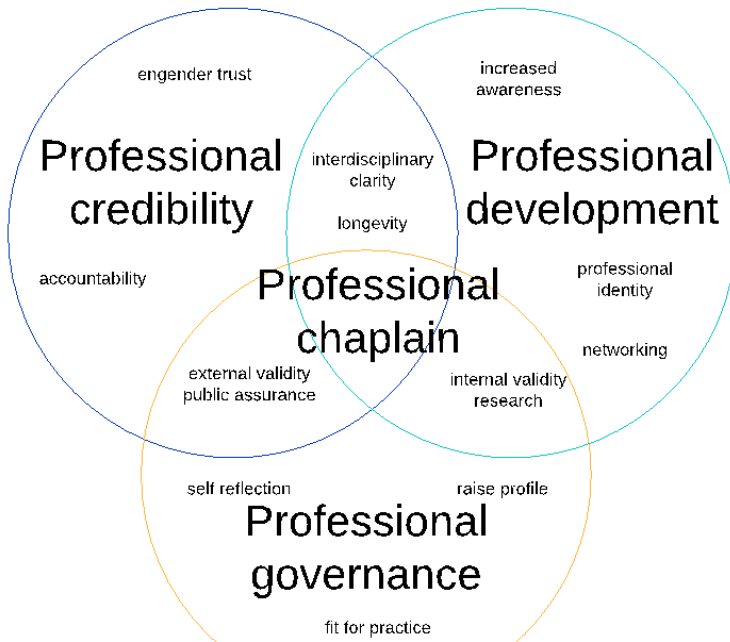 engender trust
increased
awareness
Professional
credibility
interdisciplinary
clarity
longevity
Professional
development
accountability
professional
identity
networking
Professional
chaplain
external validity
public assurance
internal validity
research
self reflection
raise profile
Professional
governance
fit for practice